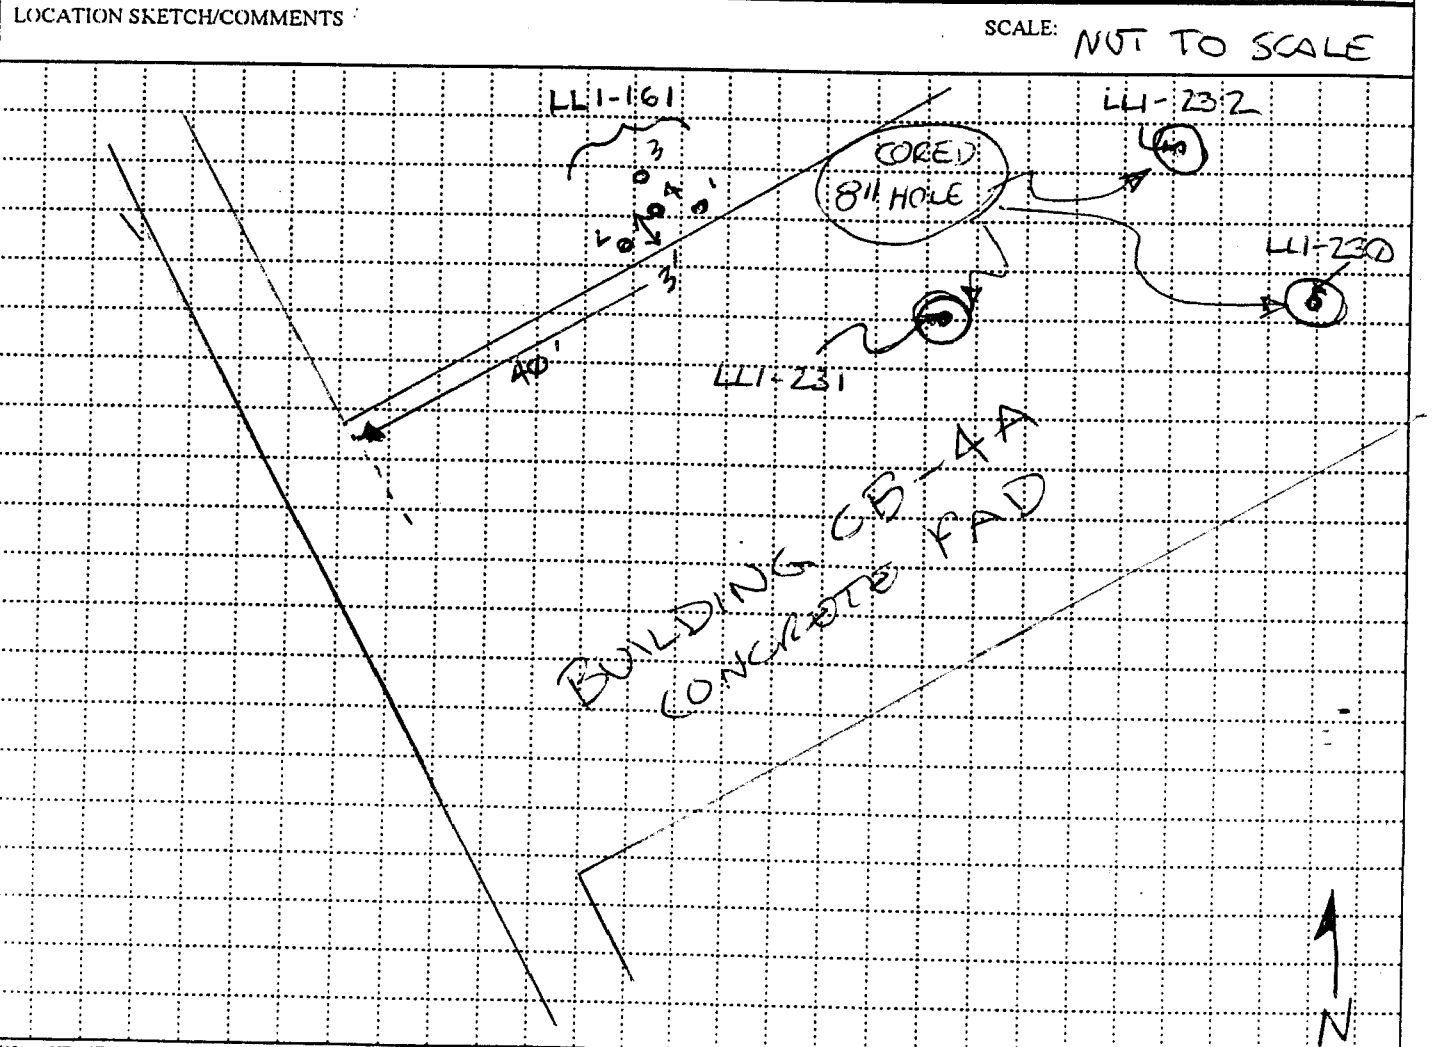 LOCATION SKETCH/COMMENTS
SCALE: NOT TO SCALE
LL1-161
LL1-232
CORED
8" HOLE
3
4
1
2
3'
LL1-230
40'
LL1-231
BUILDING CB-4A
CONCRETE PAD
N